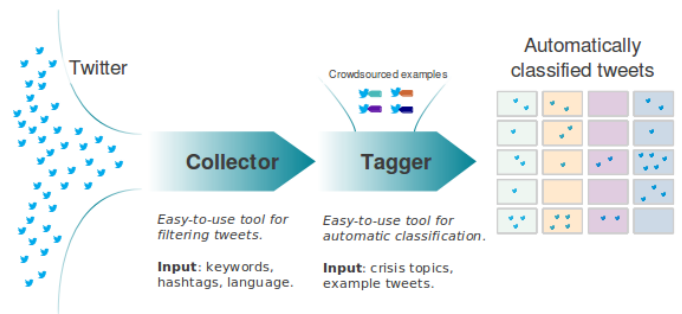 Twitter
Crowdsourced examples
Automatically
classified tweets
Collector
Tagger
Easy-to-use tool for
filtering tweets.
Input: keywords,
hashtags, language.
Easy-to-use tool for
automatic classification.
Input: crisis topics,
example tweets.